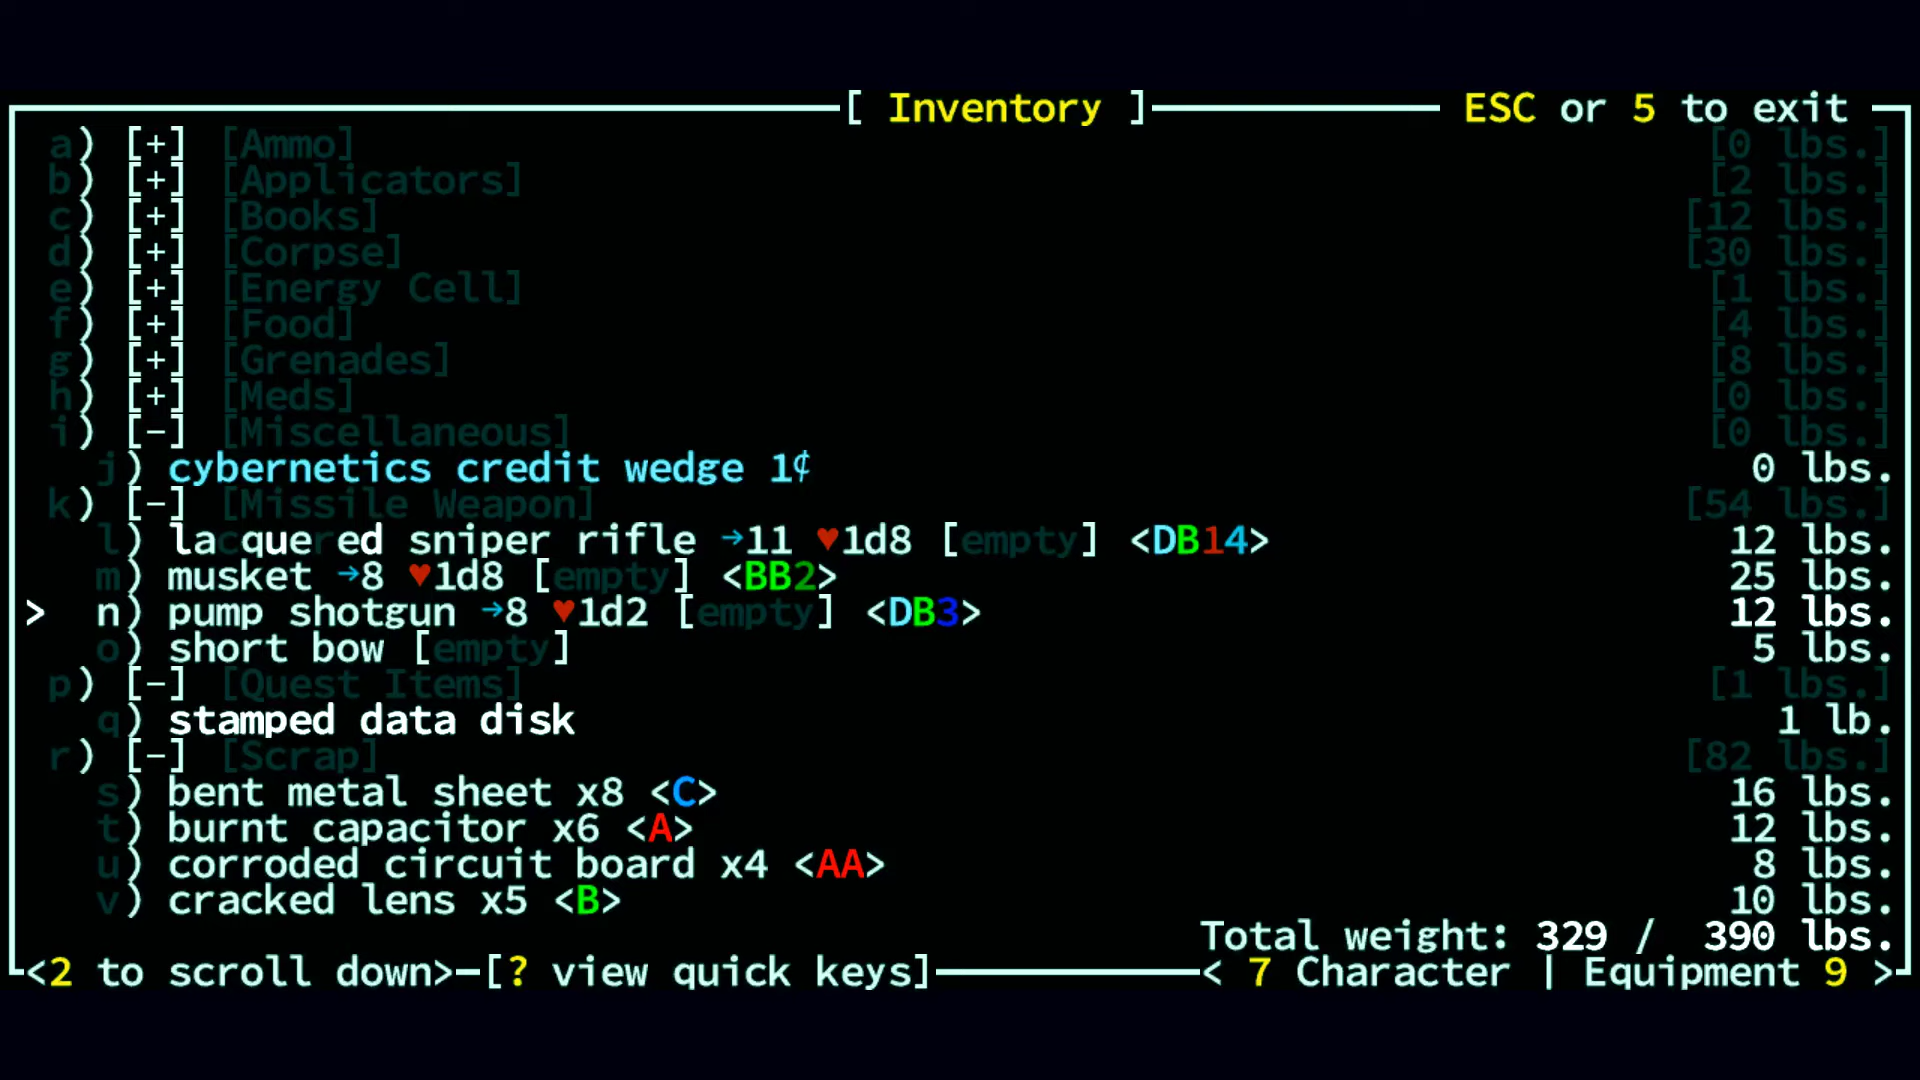 [ Inventory ] ESC or 5 to exit
a) [+] [Ammo] [0 lbs.]
b) [+] [Applicators] [2 lbs.]
c) [+] [Books] [12 lbs.]
d) [+] [Corpse] [30 lbs.]
e) [+] [Energy Cell] [1 lbs.]
f) [+] [Food] [4 lbs.]
g) [+] [Grenades] [8 lbs.]
h) [+] [Meds] [0 lbs.]
i) [-] [Miscellaneous] [0 lbs.]
j) cybernetics credit wedge 1¢ 0 lbs.
k) [-] [Missile Weapon] [54 lbs.]
l) lacquered sniper rifle →11 ♥1d8 [empty] <DB14> 12 lbs.
m) musket →8 ♥1d8 [empty] <BB2> 25 lbs.
> n) pump shotgun →8 ♥1d2 [empty] <DB3> 12 lbs.
o) short bow [empty] 5 lbs.
p) [-] [Quest Items] [1 lbs.]
q) stamped data disk 1 lb.
r) [-] [Scrap] [82 lbs.]
s) bent metal sheet x8 <C> 16 lbs.
t) burnt capacitor x6 <A> 12 lbs.
u) corroded circuit board x4 <AA> 8 lbs.
v) cracked lens x5 <B> 10 lbs.
Total weight: 329 / 390 lbs.
<2 to scroll down> [? view quick keys] < 7 Character | Equipment 9 >